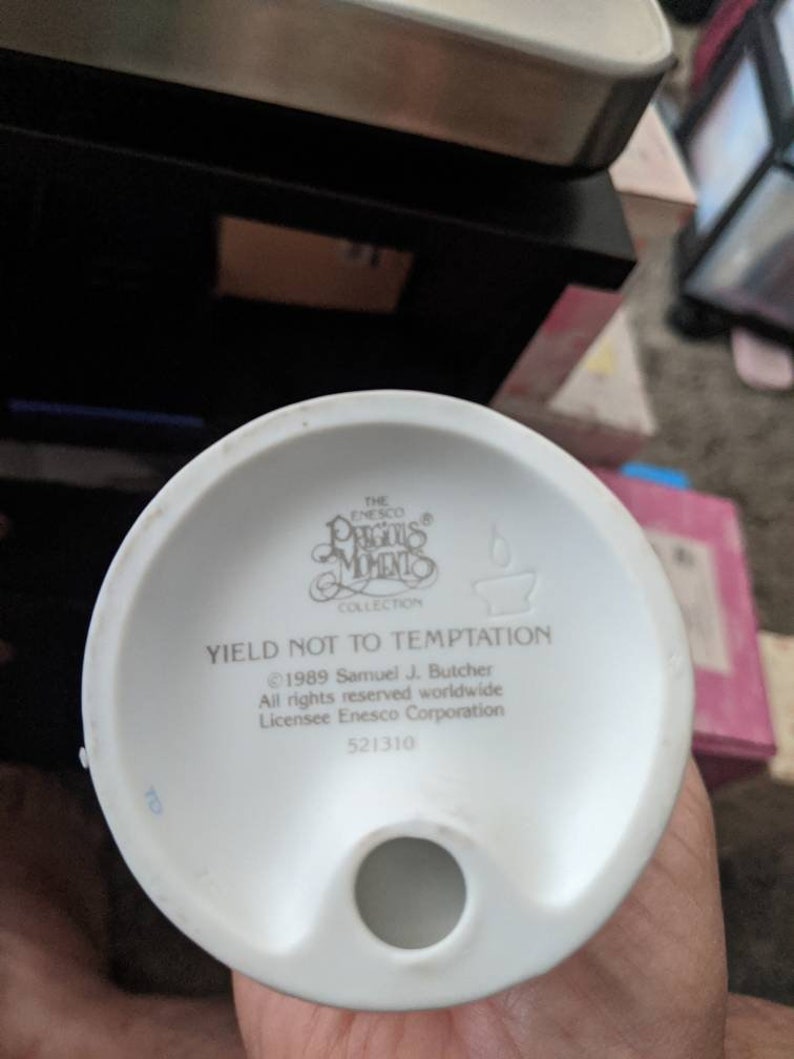 THE
ENESCO
PRECIOUS®
MOMENTS
COLLECTION
YIELD NOT TO TEMPTATION
©1989 Samuel J. Butcher
All rights reserved worldwide
Licensee Enesco Corporation
521310